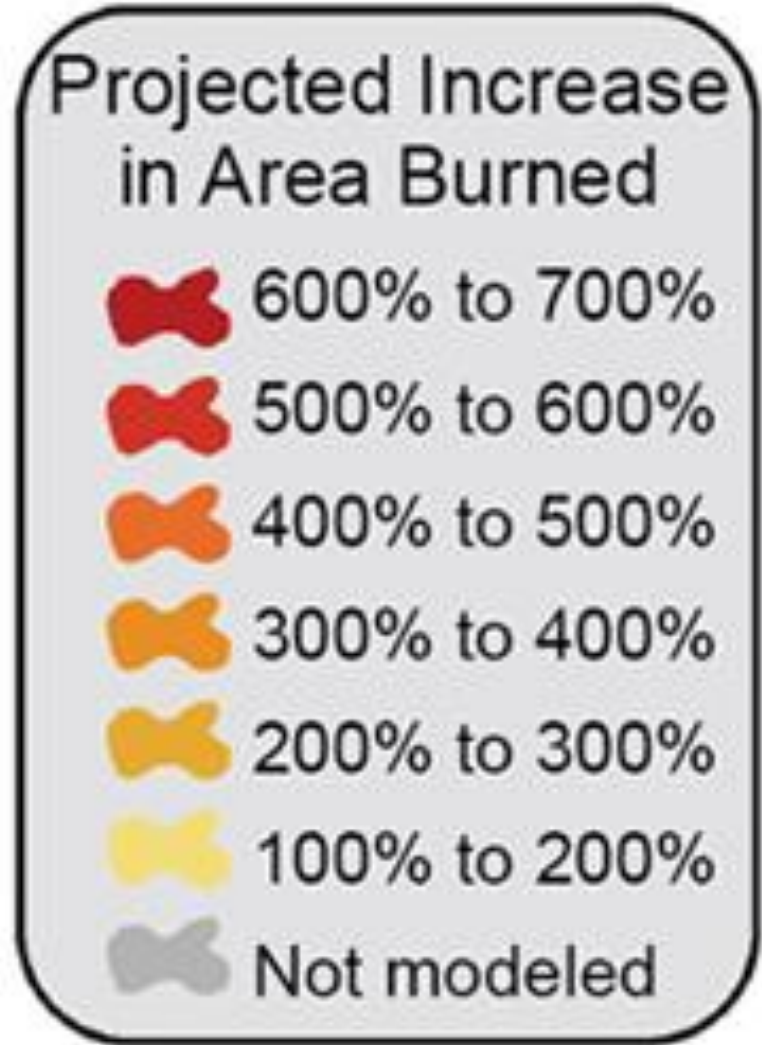 Projected Increase
in Area Burned
600% to 700%
500% to 600%
400% to 500%
300% to 400%
200% to 300%
100% to 200%
Not modeled